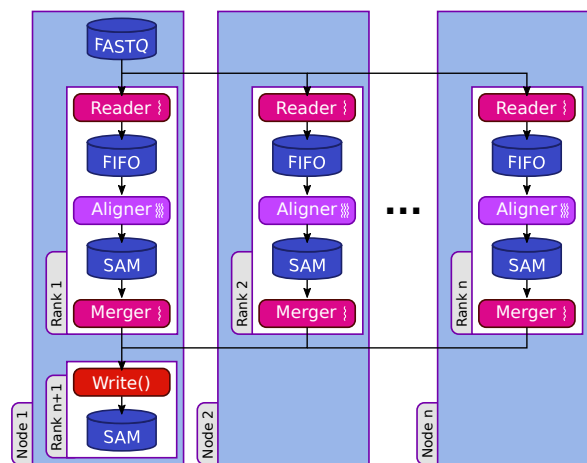 FASTQ
Reader Reader Reader
FIFO FIFO FIFO
Aligner Aligner ... Aligner
SAM SAM SAM
Rank 1 Rank 2 Rank n
Merger Merger Merger
Write()
Rank n+1
SAM
Node 1 Node 2 Node n